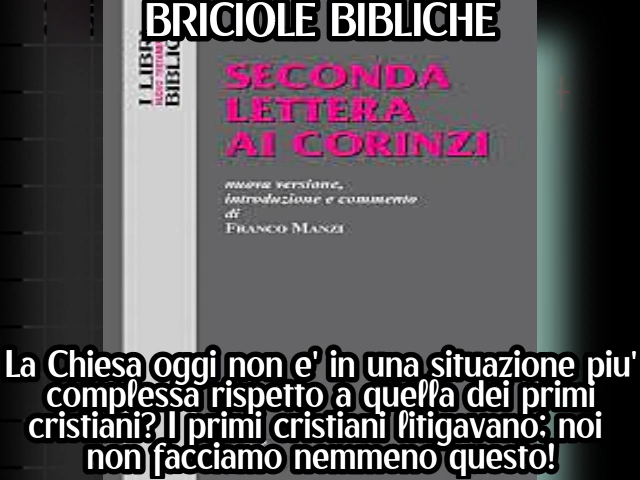 BRICIOLE BIBLICHE
I LIBRI
BIBLICI
SECONDA
LETTERA
AI CORINZI
nuova versione,
introduzione e commento
di
FRANCO MANZI
La Chiesa oggi non e' in una situazione piu'
complessa rispetto a quella dei primi
cristiani? I primi cristiani litigavano; noi
non facciamo nemmeno questo!